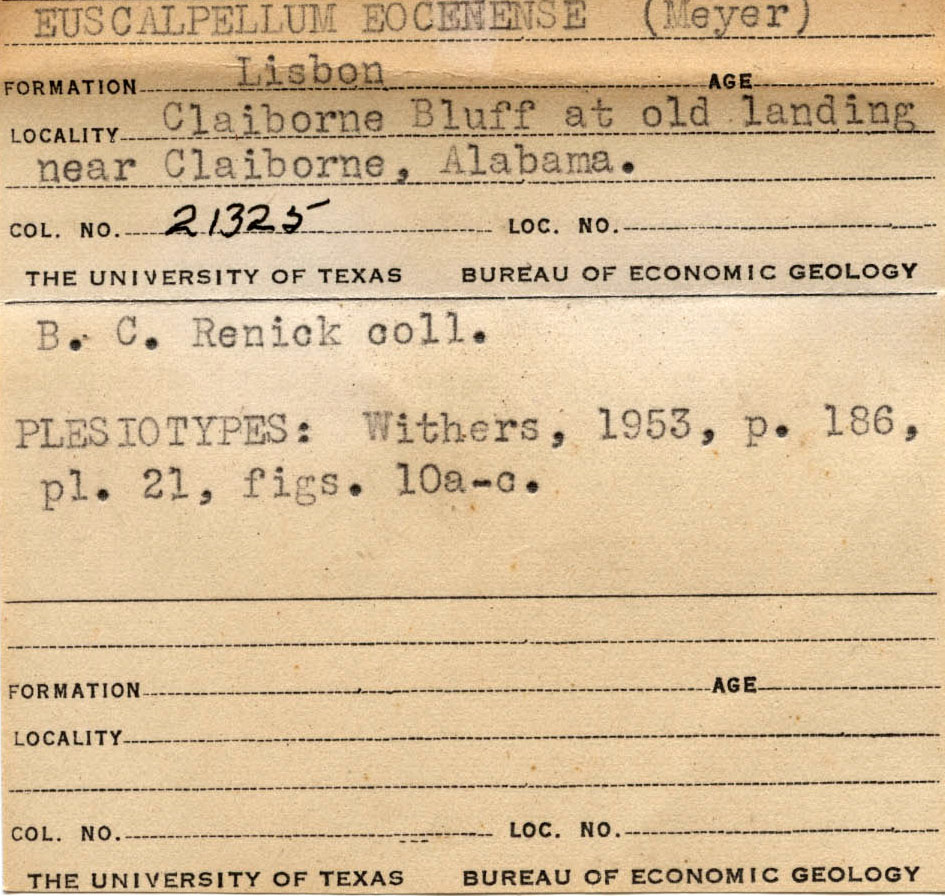 EUSCALPELLUM EOCENENSE (Meyer)
FORMATION Lisbon AGE
LOCALITY Claiborne Bluff at old landing
near Claiborne, Alabama.
COL. NO. 21325 LOC. NO.
THE UNIVERSITY OF TEXAS BUREAU OF ECONOMIC GEOLOGY
B. C. Renick coll.
PLESIOTYPES: Withers, 1953, p. 186,
pl. 21, figs. 10a-c.
FORMATION AGE
LOCALITY
COL. NO. LOC. NO.
THE UNIVERSITY OF TEXAS BUREAU OF ECONOMIC GEOLOGY